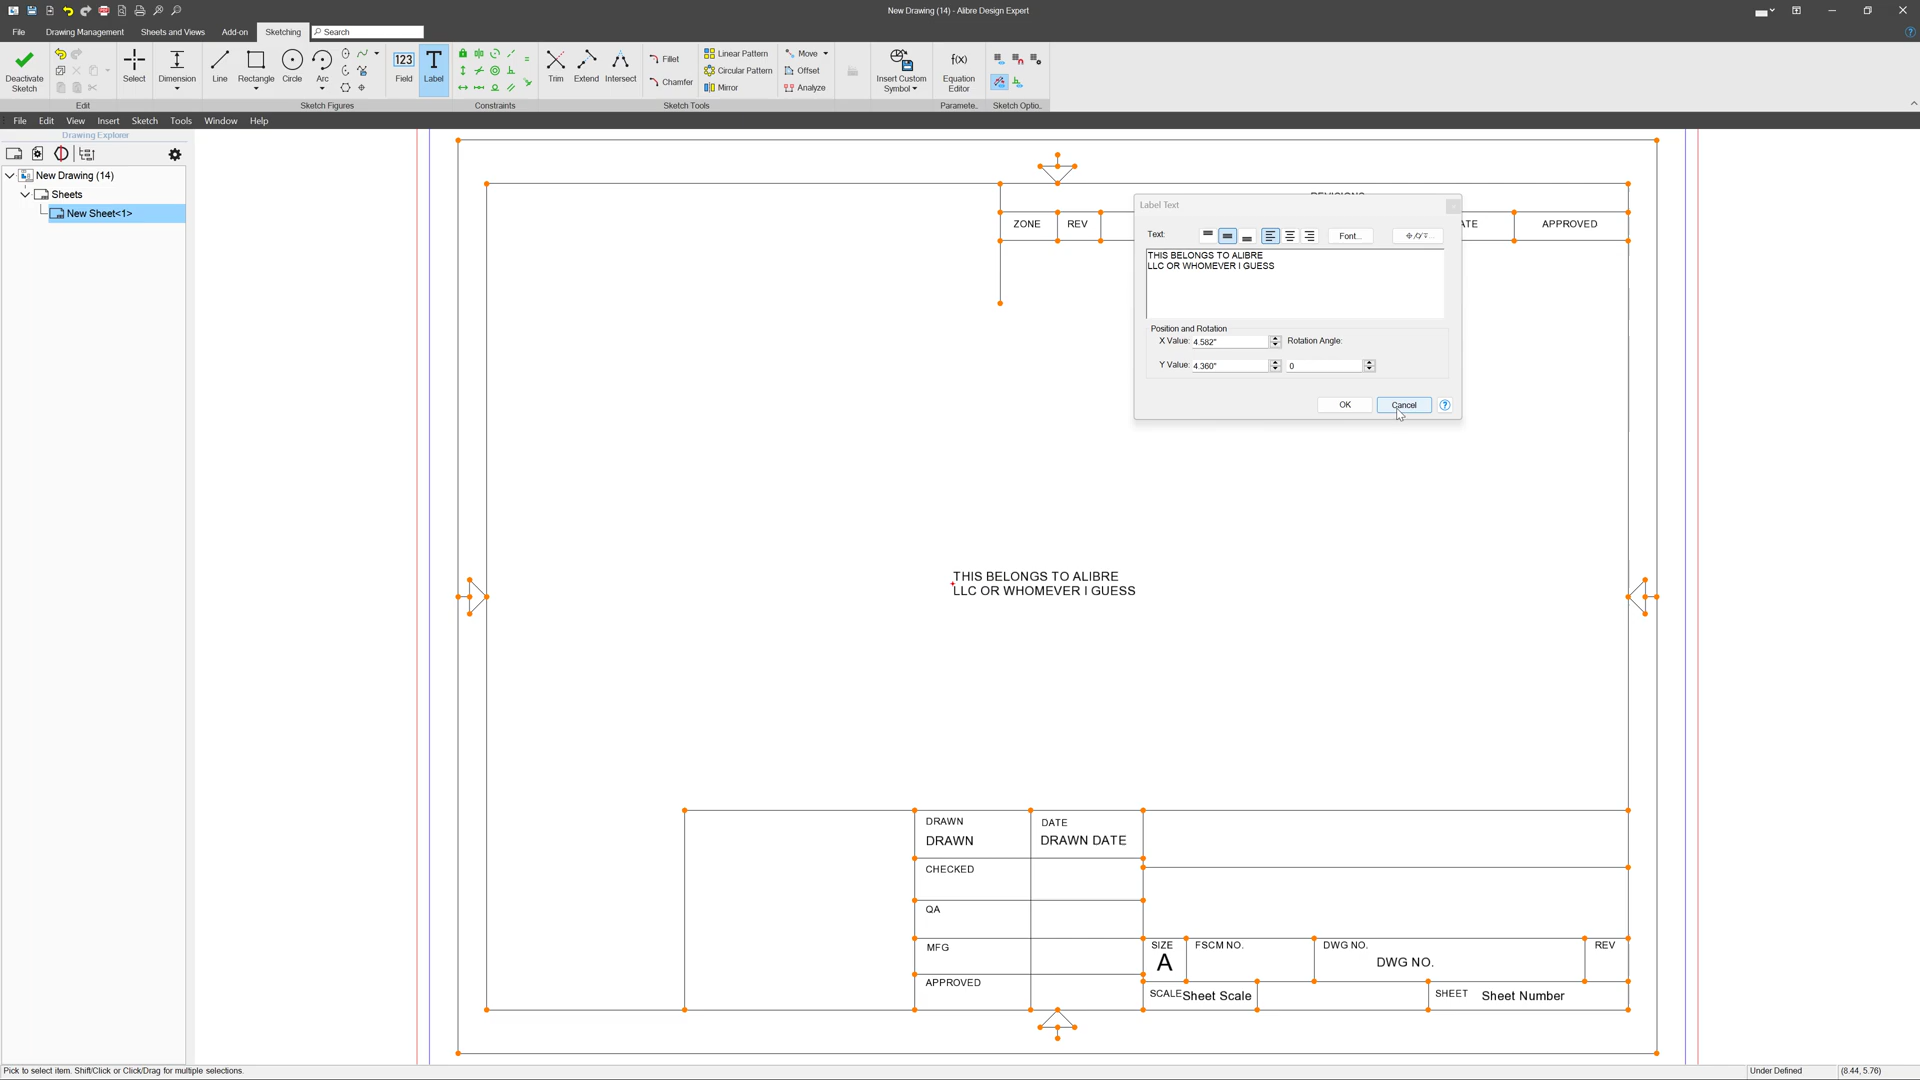 New Drawing (14) - Alibre Design Expert
File
Drawing Management
Sheets and Views
Add-on
Sketching
Search
Deactivate
Sketch
Select
Dimension
Line
Rectangle
Circle
Arc
123
Field
T
Label
Trim
Extend
Intersect
Fillet
Chamfer
Linear Pattern
Circular Pattern
Mirror
Move
Offset
Analyze
Insert Custom
Symbol
f(x)
Equation
Editor
Edit
Sketch Figures
Constraints
Sketch Tools
Paramete..
Sketch Optio..
File Edit View Insert Sketch Tools Window Help
Drawing Explorer
New Drawing (14)
Sheets
New Sheet<1>
ZONE
REV
APPROVED
Label Text
Text:
Font...
THIS BELONGS TO ALIBRE
LLC OR WHOMEVER I GUESS
Position and Rotation
X Value: 4.582"
Rotation Angle:
Y Value: 4.360"
0
OK
Cancel
THIS BELONGS TO ALIBRE
LLC OR WHOMEVER I GUESS
DRAWN
DRAWN
DATE
DRAWN DATE
CHECKED
QA
MFG
APPROVED
SIZE
A
FSCM NO.
DWG NO.
DWG NO.
REV
SCALE
Sheet Scale
SHEET
Sheet Number
Pick to select item. Shift/Click or Click/Drag for multiple selections.
Under Defined
(8.44, 5.76)